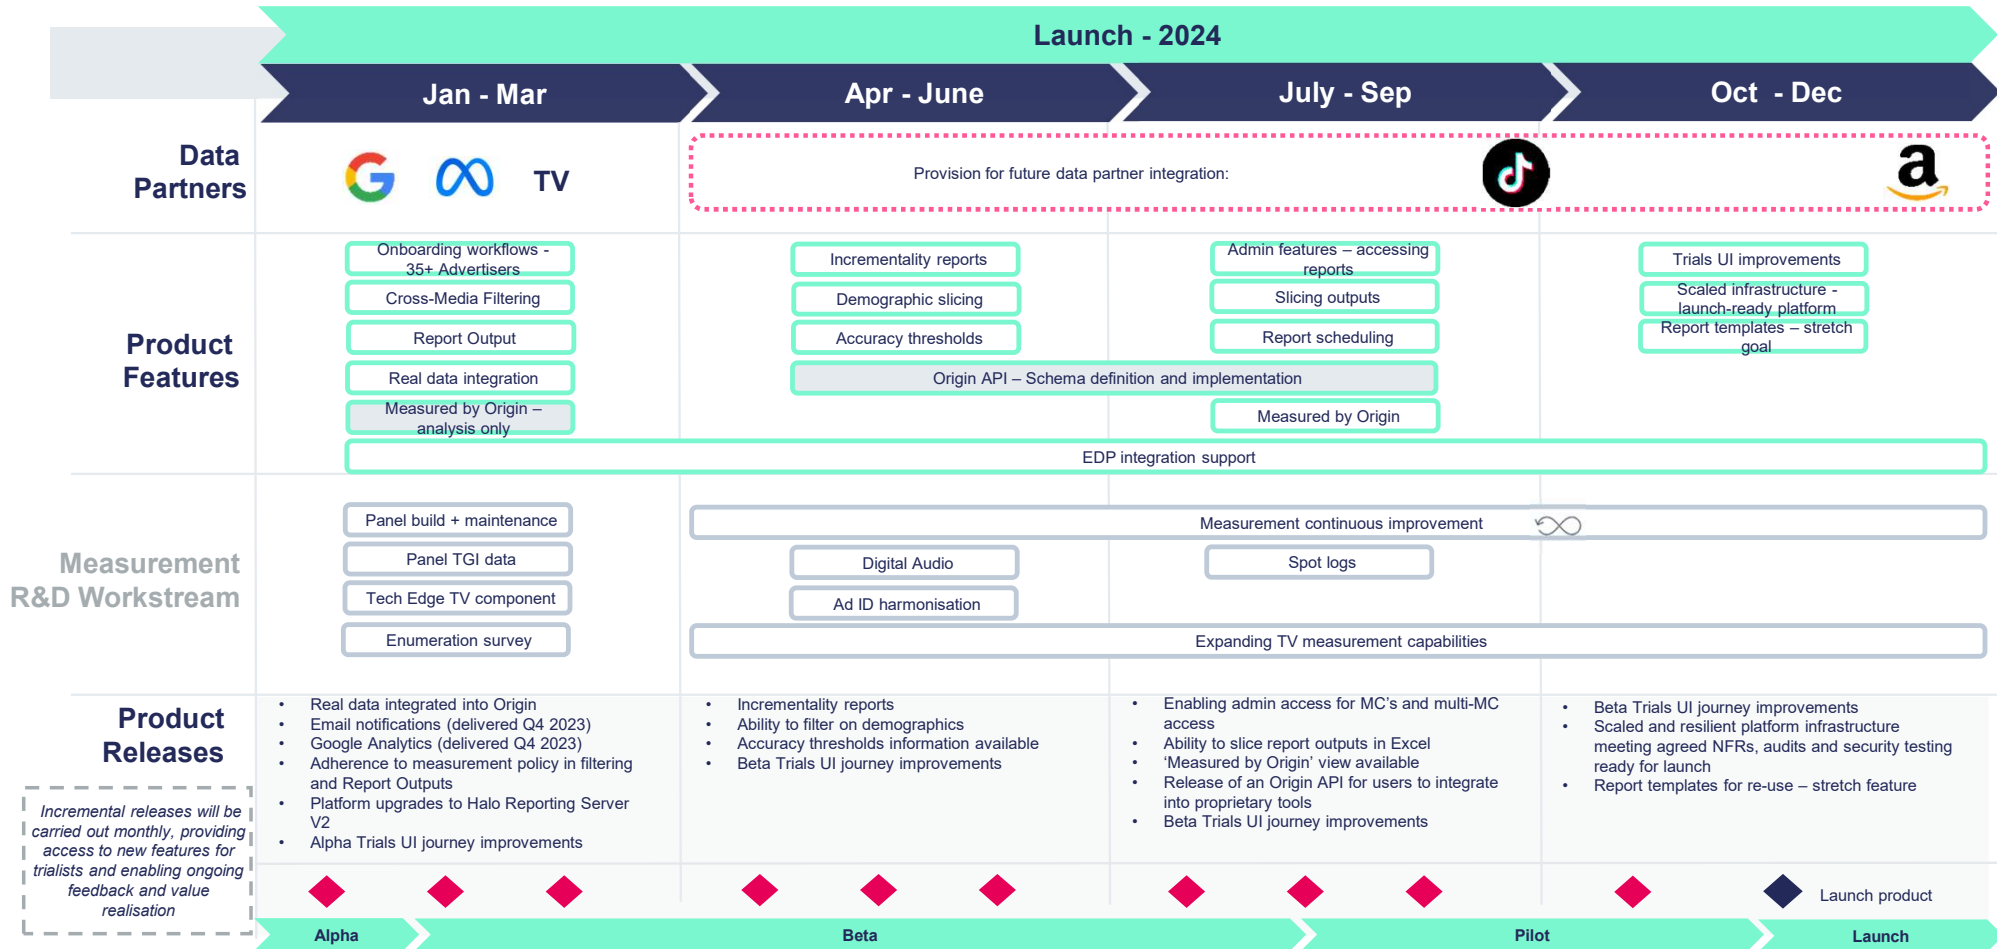 Launch - 2024
Jan - Mar
Apr - June
July - Sep
Oct - Dec
Data
Partners
TV
Provision for future data partner integration:
a
Product
Features
Onboarding workflows -
35+ Advertisers
Cross-Media Filtering
Report Output
Real data integration
Measured by Origin –
analysis only
Incrementality reports
Demographic slicing
Accuracy thresholds
Origin API – Schema definition and implementation
Admin features – accessing
reports
Slicing outputs
Report scheduling
Measured by Origin
Trials UI improvements
Scaled infrastructure -
launch-ready platform
Report templates – stretch
goal
EDP integration support
Measurement
R&D Workstream
Panel build + maintenance
Panel TGI data
Tech Edge TV component
Enumeration survey
Measurement continuous improvement
Digital Audio
Ad ID harmonisation
Spot logs
Expanding TV measurement capabilities
Product
Releases
Incremental releases will be
carried out monthly, providing
access to new features for
trialists and enabling ongoing
feedback and value
realisation
• Real data integrated into Origin
• Email notifications (delivered Q4 2023)
• Google Analytics (delivered Q4 2023)
• Adherence to measurement policy in filtering
and Report Outputs
• Platform upgrades to Halo Reporting Server
V2
• Alpha Trials UI journey improvements
• Incrementality reports
• Ability to filter on demographics
• Accuracy thresholds information available
• Beta Trials UI journey improvements
• Enabling admin access for MC's and multi-MC
access
• Ability to slice report outputs in Excel
• ‘Measured by Origin’ view available
• Release of an Origin API for users to integrate
into proprietary tools
• Beta Trials UI journey improvements
• Beta Trials UI journey improvements
• Scaled and resilient platform infrastructure
meeting agreed NFRs, audits and security testing
ready for launch
• Report templates for re-use – stretch feature
Launch product
Alpha
Beta
Pilot
Launch